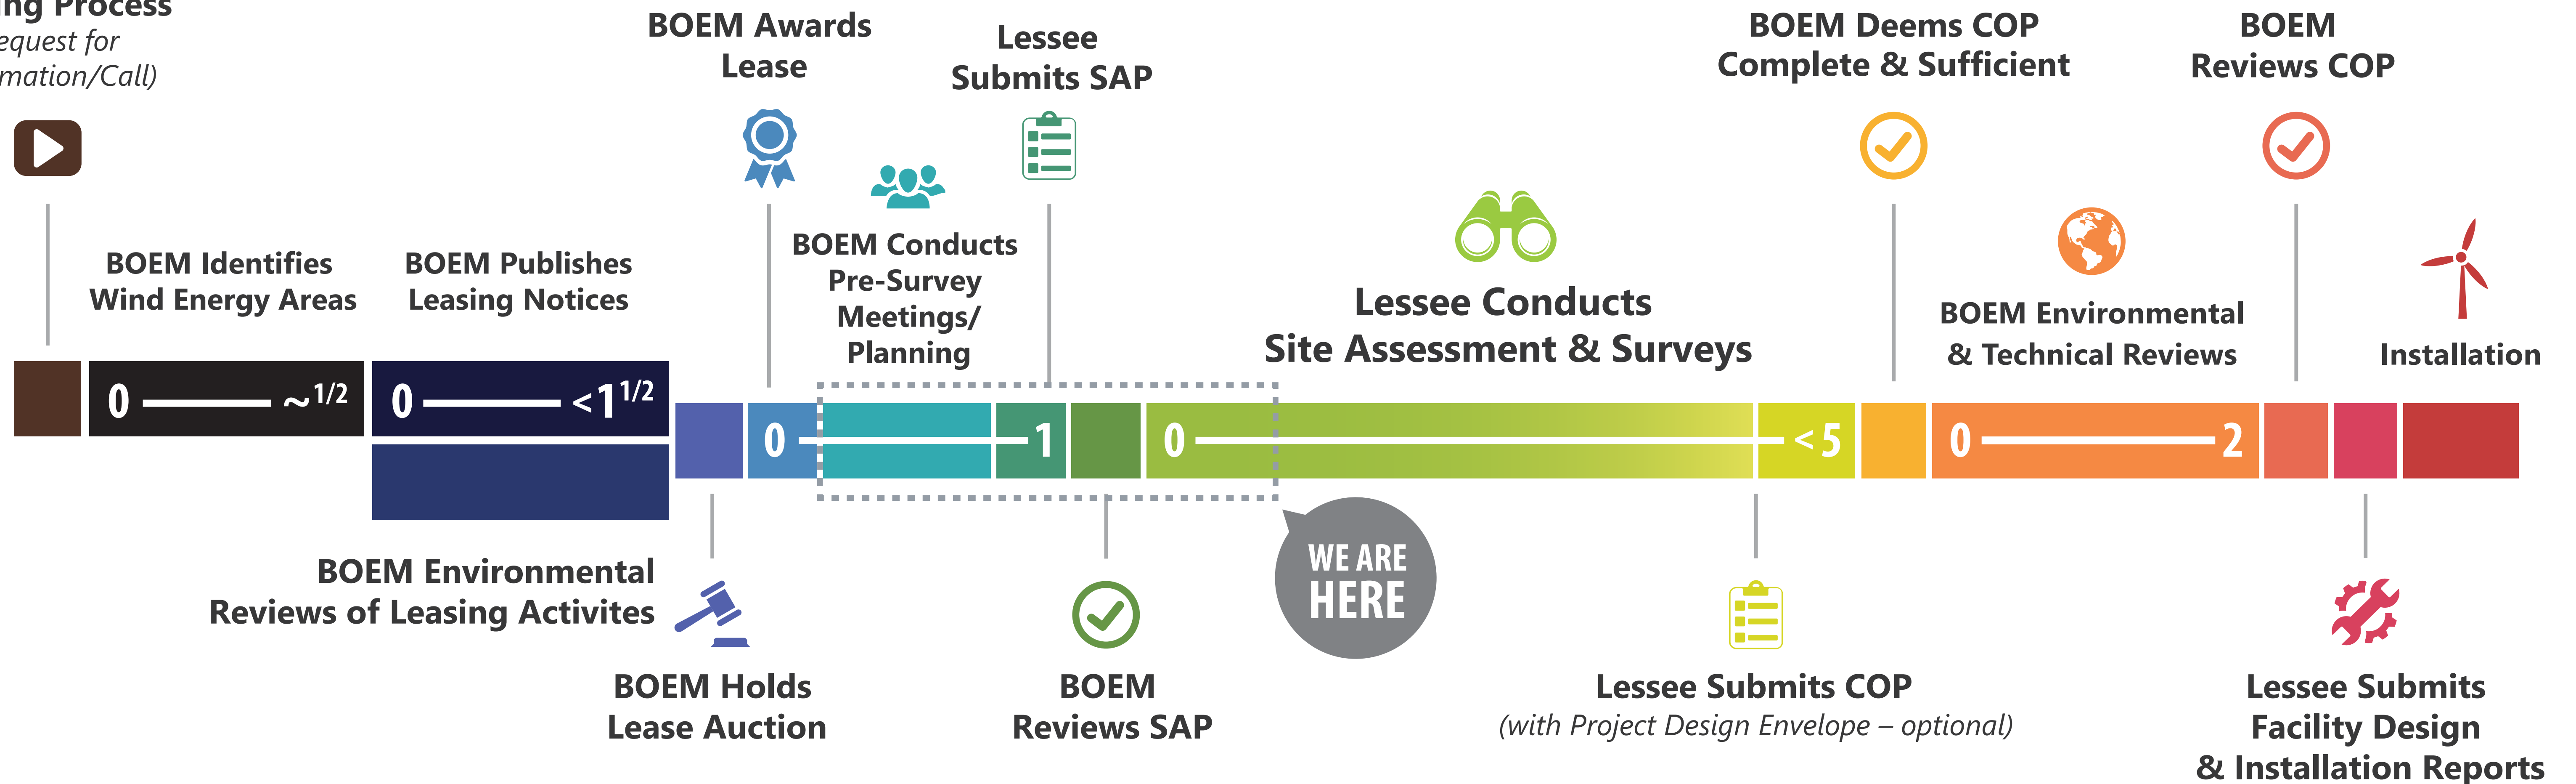 ng Process
equest for
mation/Call)
BOEM Identifies
Wind Energy Areas
BOEM Publishes
Leasing Notices
BOEM Awards
Lease
BOEM Conducts
Pre-Survey
Meetings/
Planning
Lessee
Submits SAP
Lessee Conducts
Site Assessment & Surveys
BOEM Deems COP
Complete & Sufficient
BOEM Environmental
& Technical Reviews
BOEM
Reviews COP
Installation
0 ~1/2
0 <1 1/2
0 1
0 <5
0 2
BOEM Environmental
Reviews of Leasing Activites
BOEM Holds
Lease Auction
BOEM
Reviews SAP
WE ARE
HERE
Lessee Submits COP
(with Project Design Envelope – optional)
Lessee Submits
Facility Design
& Installation Reports